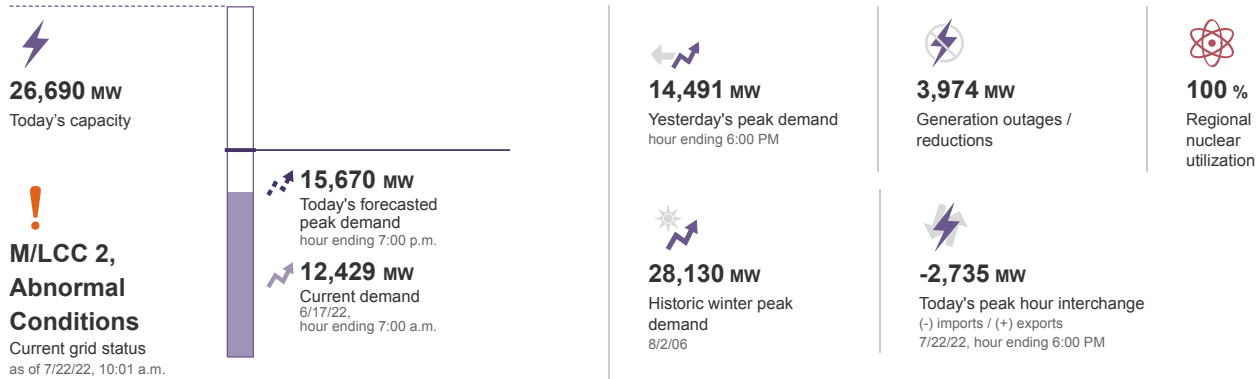 26,690 MW
Today's capacity
M/LCC 2,
Abnormal
Conditions
Current grid status
as of 7/22/22, 10:01 a.m.
15,670 MW
Today's forecasted
peak demand
hour ending 7:00 p.m.
12,429 MW
Current demand
6/17/22,
hour ending 7:00 a.m.
14,491 MW
Yesterday's peak demand
hour ending 6:00 PM
3,974 MW
Generation outages /
reductions
100 %
Regional
nuclear
utilization
28,130 MW
Historic winter peak
demand
8/2/06
-2,735 MW
Today's peak hour interchange
(-) imports / (+) exports
7/22/22, hour ending 6:00 PM